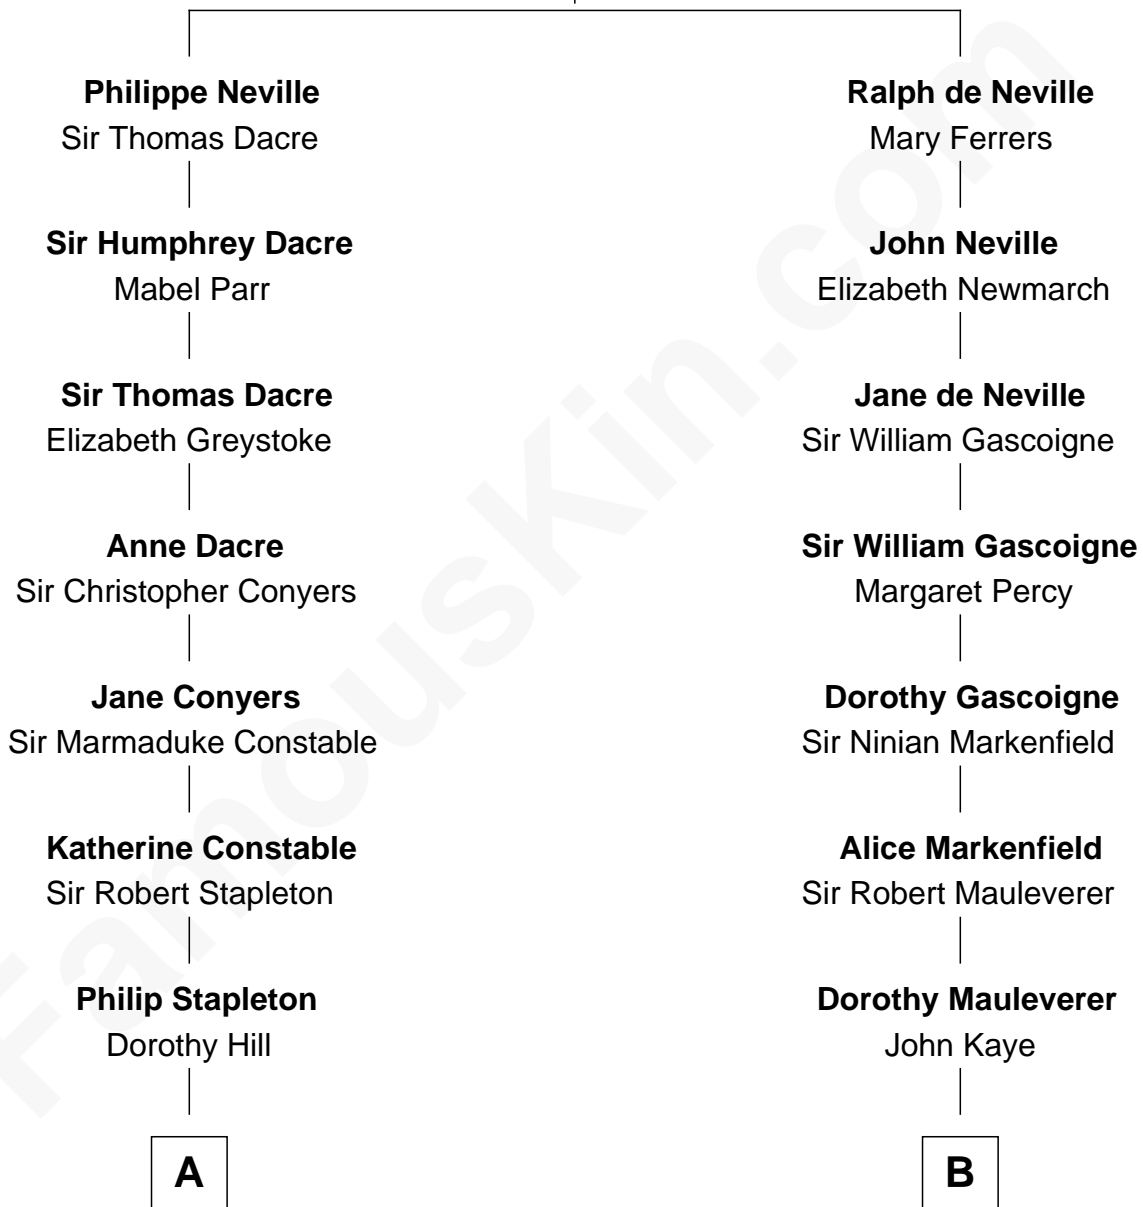 Philippe Neville
Sir Thomas Dacre
Sir Humphrey Dacre
Mabel Parr
Sir Thomas Dacre
Elizabeth Greystoke
Anne Dacre
Sir Christopher Conyers
Jane Conyers
Sir Marmaduke Constable
Katherine Constable
Sir Robert Stapleton
Philip Stapleton
Dorothy Hill
A
Ralph de Neville
Mary Ferrers
John Neville
Elizabeth Newmarch
Jane de Neville
Sir William Gascoigne
Sir William Gascoigne
Margaret Percy
Dorothy Gascoigne
Sir Ninian Markenfield
Alice Markenfield
Sir Robert Mauleverer
Dorothy Mauleverer
John Kaye
B
FamousKin.com